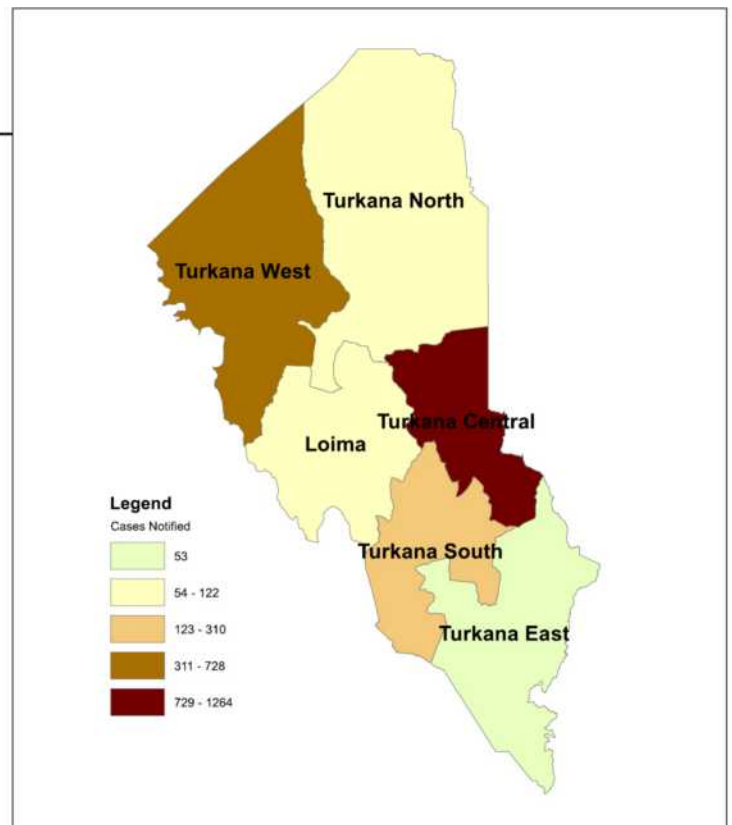 Turkana North
Turkana West
Turkana Central
Loima
Turkana South
Turkana East
Legend
Cases Notified
53
54 - 122
123 - 310
311 - 728
729 - 1264